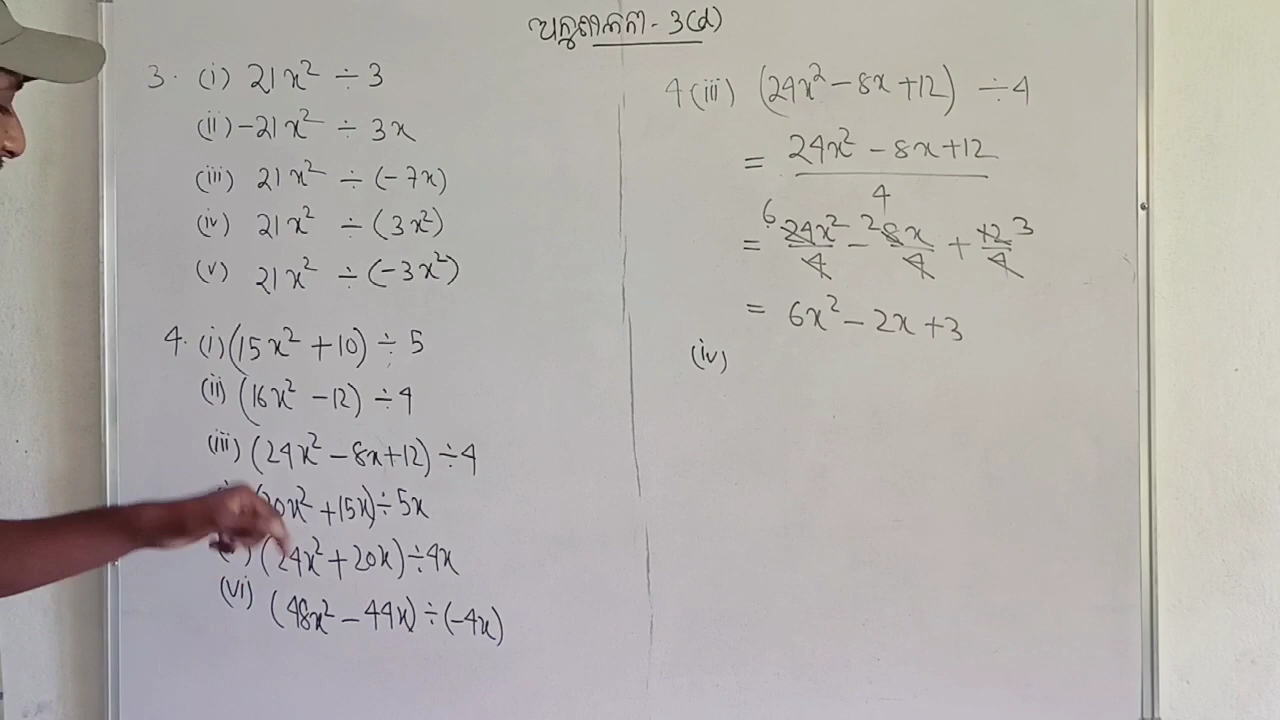 ଅନୁଶୀଳନୀ - 3(d)
3. (i) 21x² ÷ 3
(ii) -21x² ÷ 3x
(iii) 21x² ÷ (-7x)
(iv) 21x² ÷ (3x²)
(v) 21x² ÷ (-3x²)
4. (i) (15x² + 10) ÷ 5
(ii) (16x² - 12) ÷ 4
(iii) (24x² - 8x + 12) ÷ 4
0x² + 15x) ÷ 5x
(24x² + 20x) ÷ 4x
(vi) (48x² - 44x) ÷ (-4x)
4 (iii) (24x² - 8x + 12) ÷ 4
= 24x² - 8x + 12
4
6 2 3
= 24x² - 8x + 12
4 4 4
= 6x² - 2x + 3
(iv)